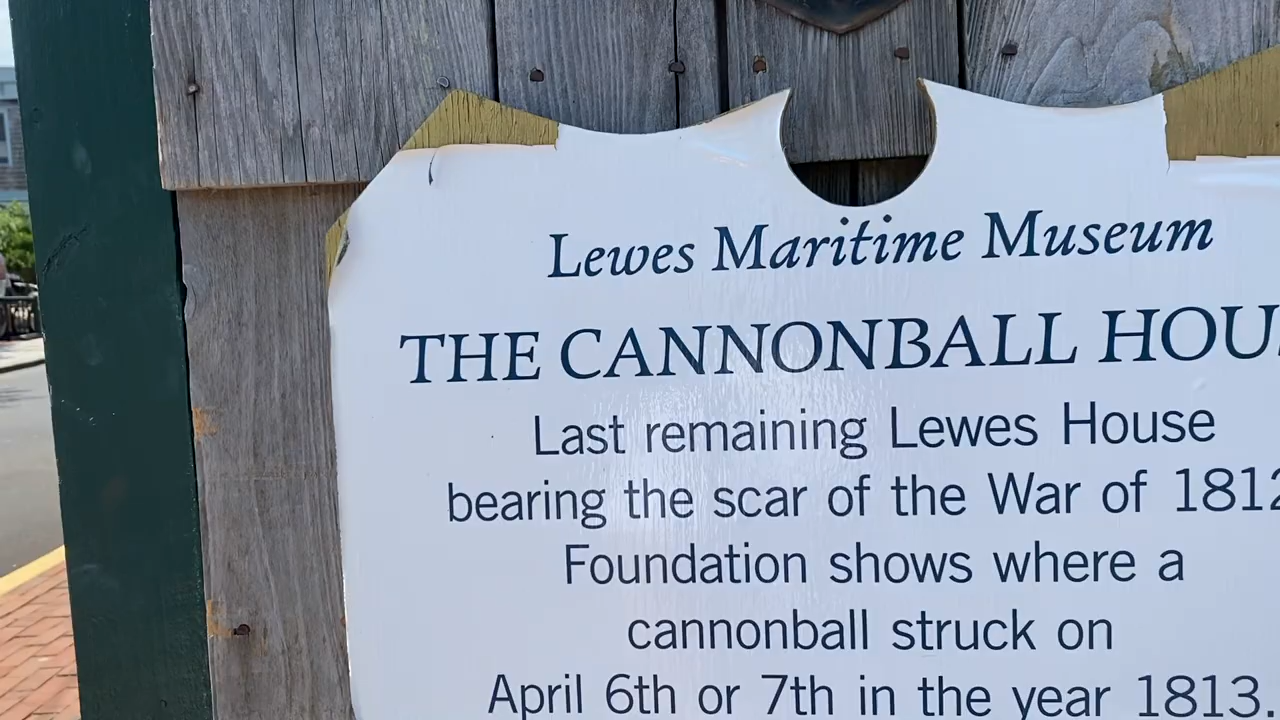 Lewes Maritime Museum
THE CANNONBALL HOU
Last remaining Lewes House
bearing the scar of the War of 1812
Foundation shows where a
cannonball struck on
April 6th or 7th in the year 1813.